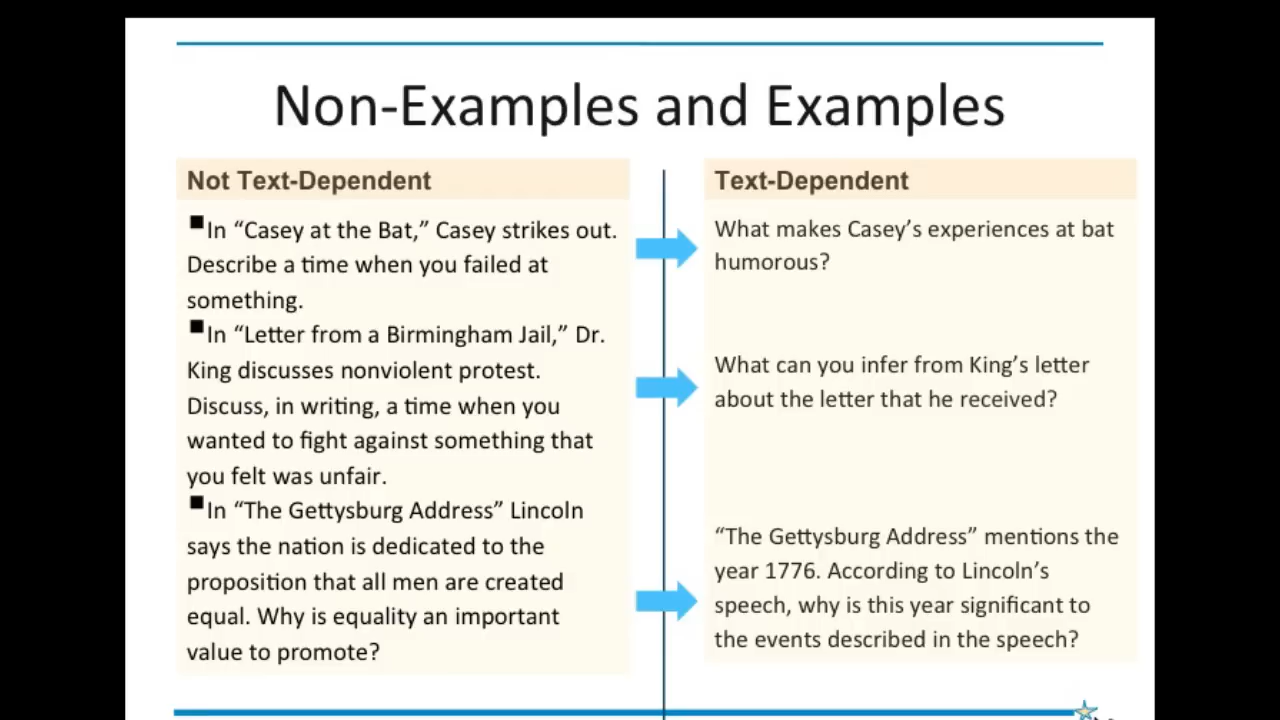 Non-Examples and Examples
Not Text-Dependent
▪In “Casey at the Bat,” Casey strikes out.
Describe a time when you failed at
something.
▪In “Letter from a Birmingham Jail,” Dr.
King discusses nonviolent protest.
Discuss, in writing, a time when you
wanted to fight against something that
you felt was unfair.
▪In “The Gettysburg Address” Lincoln
says the nation is dedicated to the
proposition that all men are created
equal. Why is equality an important
value to promote?
Text-Dependent
What makes Casey’s experiences at bat
humorous?
What can you infer from King’s letter
about the letter that he received?
“The Gettysburg Address” mentions the
year 1776. According to Lincoln’s
speech, why is this year significant to
the events described in the speech?